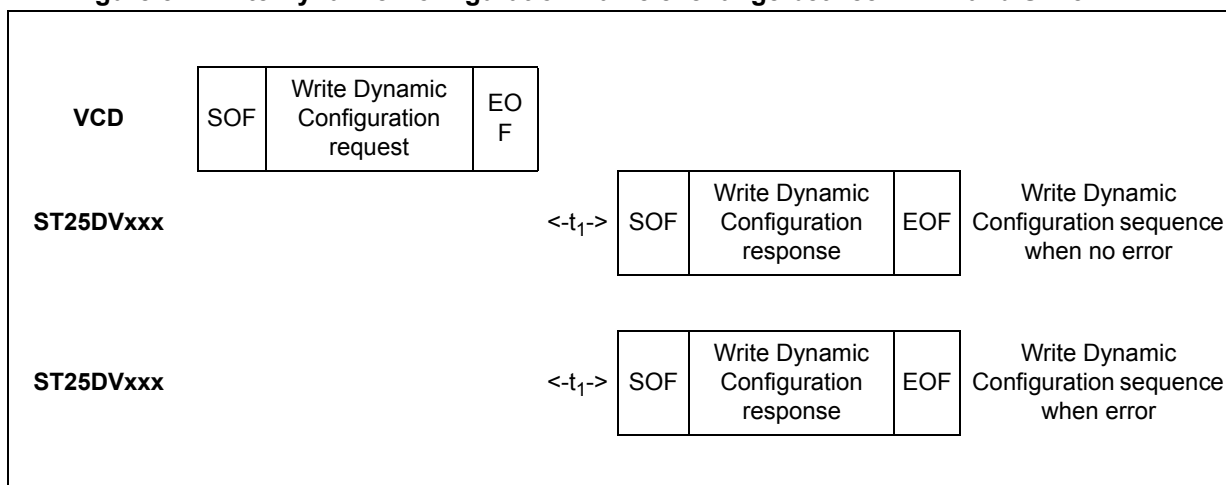 VCD
SOF
Write Dynamic
Configuration
request
EO
F
ST25DVxxx
<-t1->
SOF
Write Dynamic
Configuration
response
EOF
Write Dynamic
Configuration sequence
when no error
ST25DVxxx
<-t1->
SOF
Write Dynamic
Configuration
response
EOF
Write Dynamic
Configuration sequence
when error